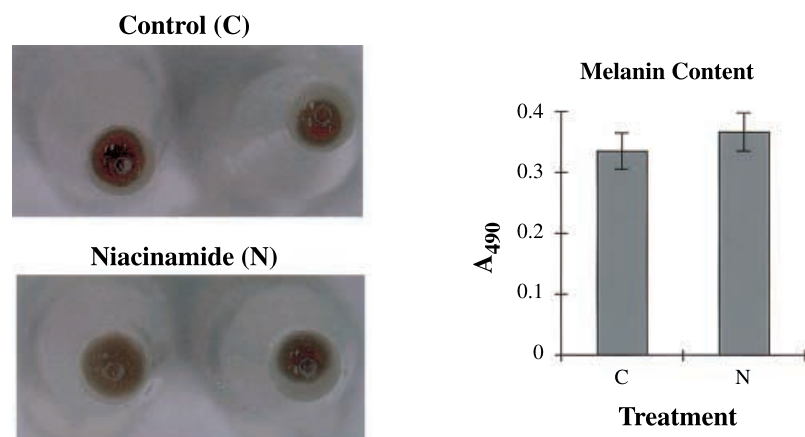 Control (C)
Niacinamide (N)
Melanin Content
0.4
0.3
0.2
0.1
0
A490
C N
Treatment